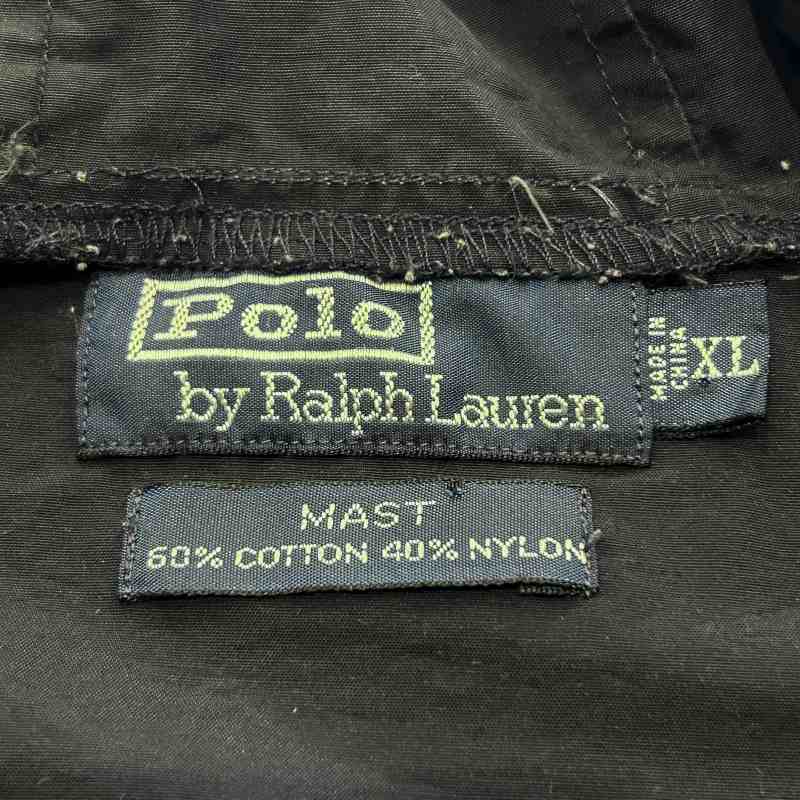 Polo
by Ralph Lauren
MADE IN
CHINA
XL
MAST
60% COTTON 40% NYLON